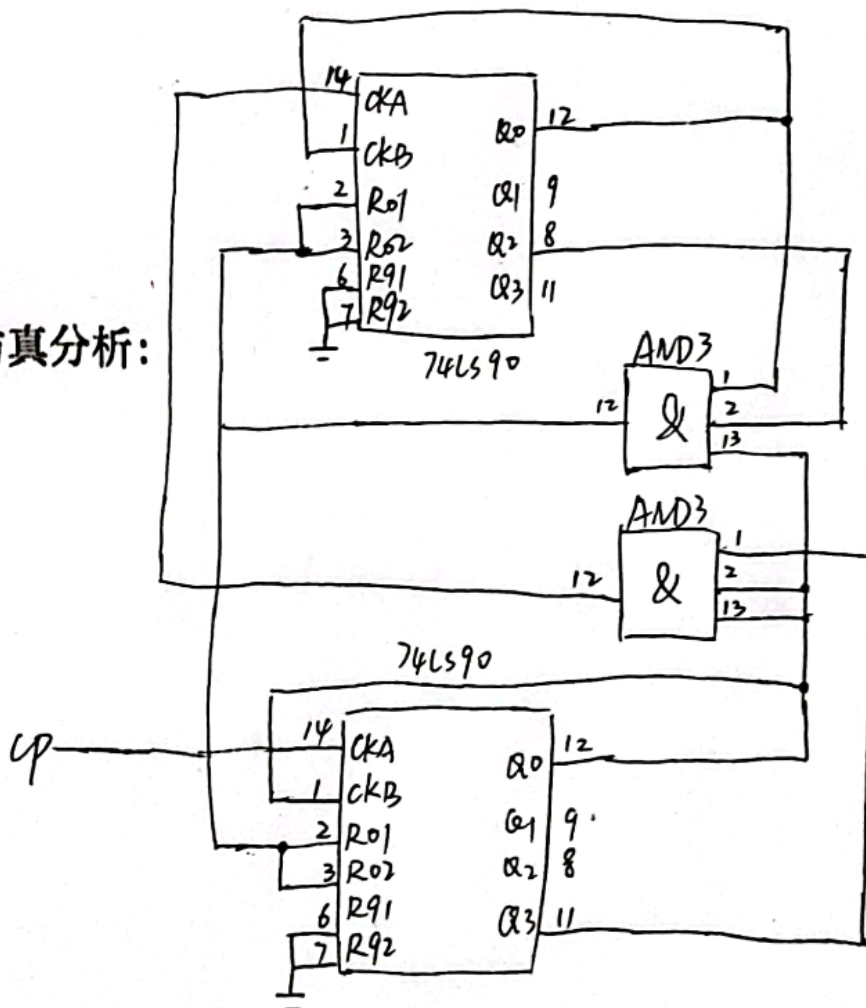 14 CKA
1 CKB
2 R01
3 R02
6 R91
7 R92
Q0 12
Q1 9
Q2 8
Q3 11
74LS90
真分析:
AND3
12 & 1
2
13
AND3
12 & 1
2
13
74LS90
CP
14 CKA
1 CKB
2 R01
3 R02
6 R91
7 R92
Q0 12
Q1 9
Q2 8
Q3 11